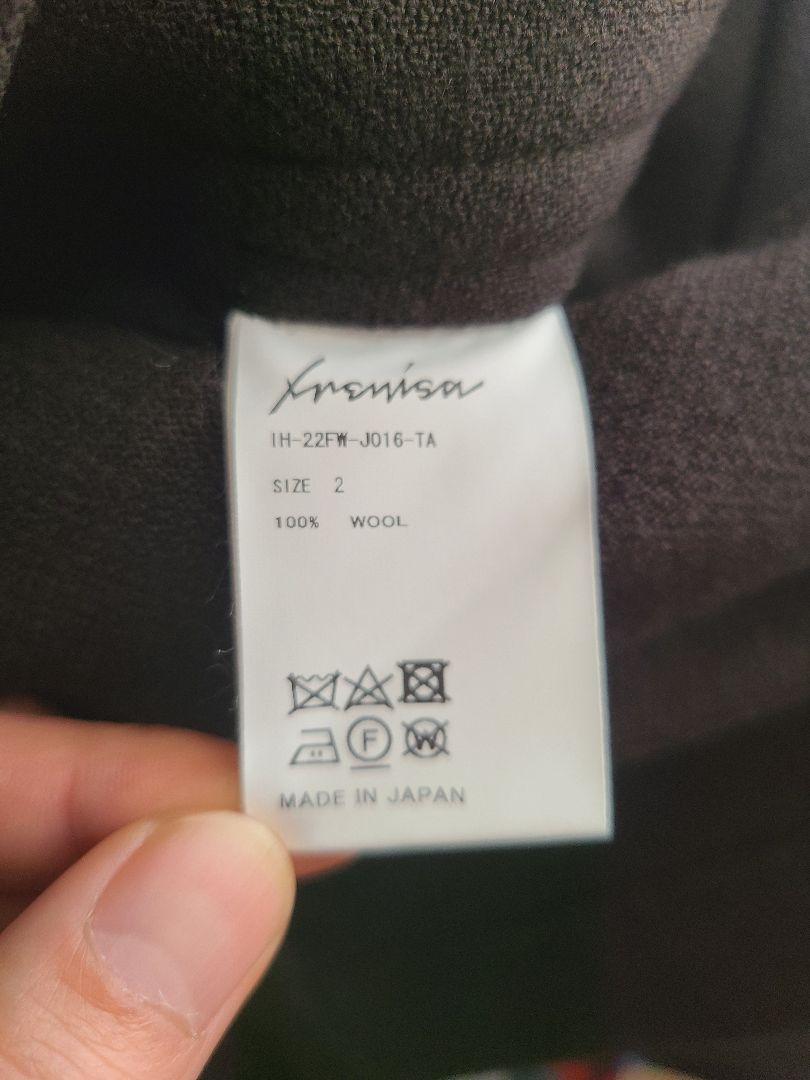 Irenisa
IH-22FW-J016-TA
SIZE 2
100% WOOL
F
W
MADE IN JAPAN